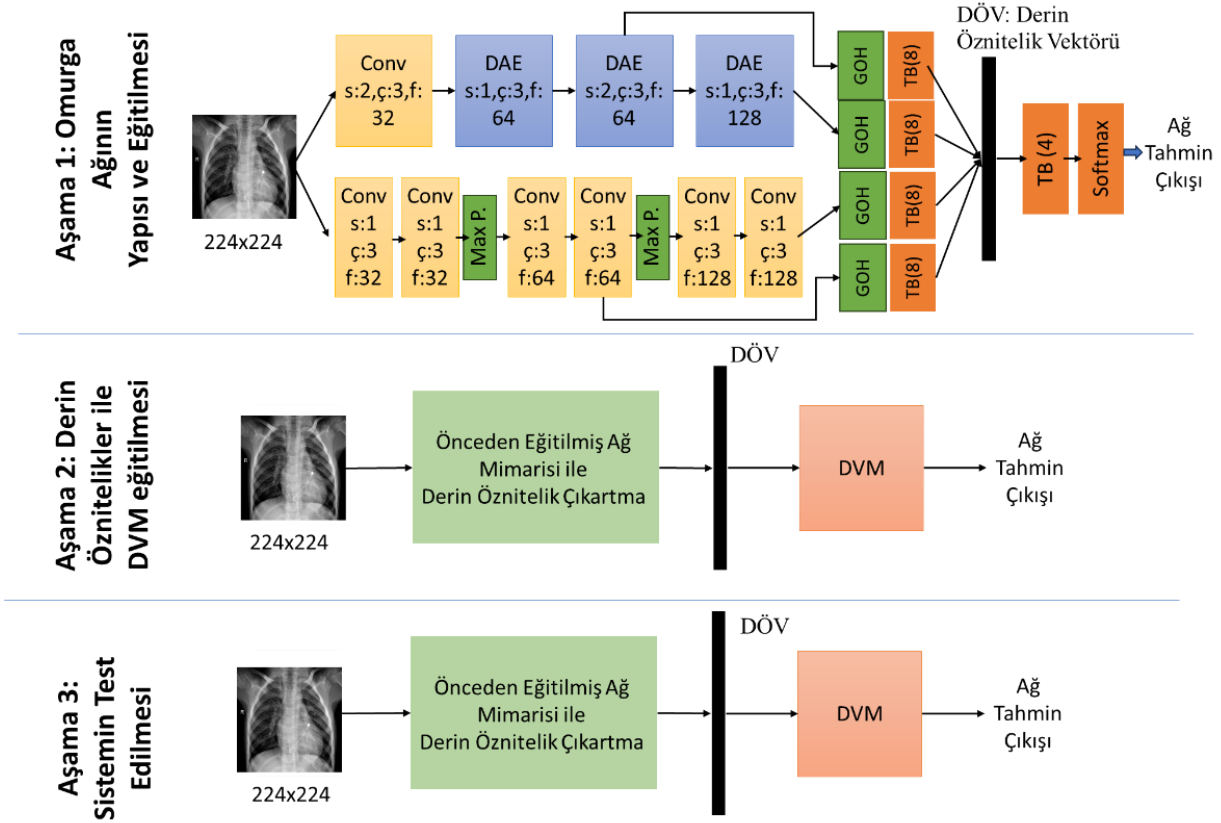 Aşama 1: Omurga
Ağının
Yapısı ve Eğitilmesi
224x224
Conv
s:2,ç:3,f:
32
DAE
s:1,ç:3,f:
64
DAE
s:2,ç:3,f:
64
DAE
s:1,ç:3,f:
128
Conv
s:1
ç:3
f:32
Conv
s:1
ç:3
f:32
Max P.
Conv
s:1
ç:3
f:64
Conv
s:1
ç:3
f:64
Max P.
Conv
s:1
ç:3
f:128
Conv
s:1
ç:3
f:128
GOH
TB(8)
GOH
TB(8)
GOH
TB(8)
GOH
TB(8)
DÖV: Derin
Öznitelik Vektörü
TB (4)
Softmax
Ağ
Tahmin
Çıkışı
Aşama 2: Derin
Öznitelikler ile
DVM eğitilmesi
224x224
Önceden Eğitilmiş Ağ
Mimarisi ile
Derin Öznitelik Çıkartma
DÖV
DVM
Ağ
Tahmin
Çıkışı
Aşama 3:
Sistemin Test
Edilmesi
224x224
Önceden Eğitilmiş Ağ
Mimarisi ile
Derin Öznitelik Çıkartma
DÖV
DVM
Ağ
Tahmin
Çıkışı